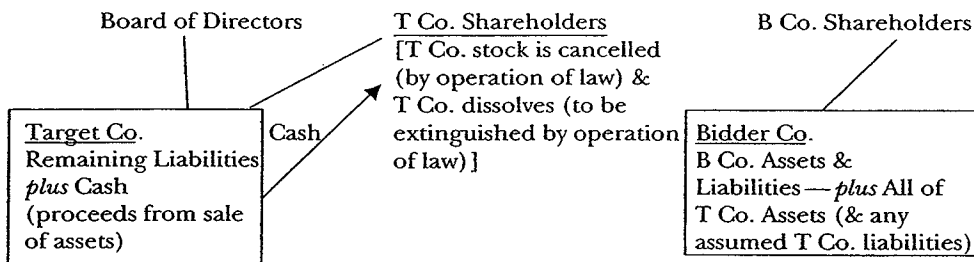 Board of Directors
T Co. Shareholders
[T Co. stock is cancelled
(by operation of law) &
T Co. dissolves (to be
extinguished by operation
of law)]
B Co. Shareholders
Target Co.
Remaining Liabilities
plus Cash
(proceeds from sale
of assets)
Cash
Bidder Co.
B Co. Assets &
Liabilities—plus All of
T Co. Assets (& any
assumed T Co. liabilities)